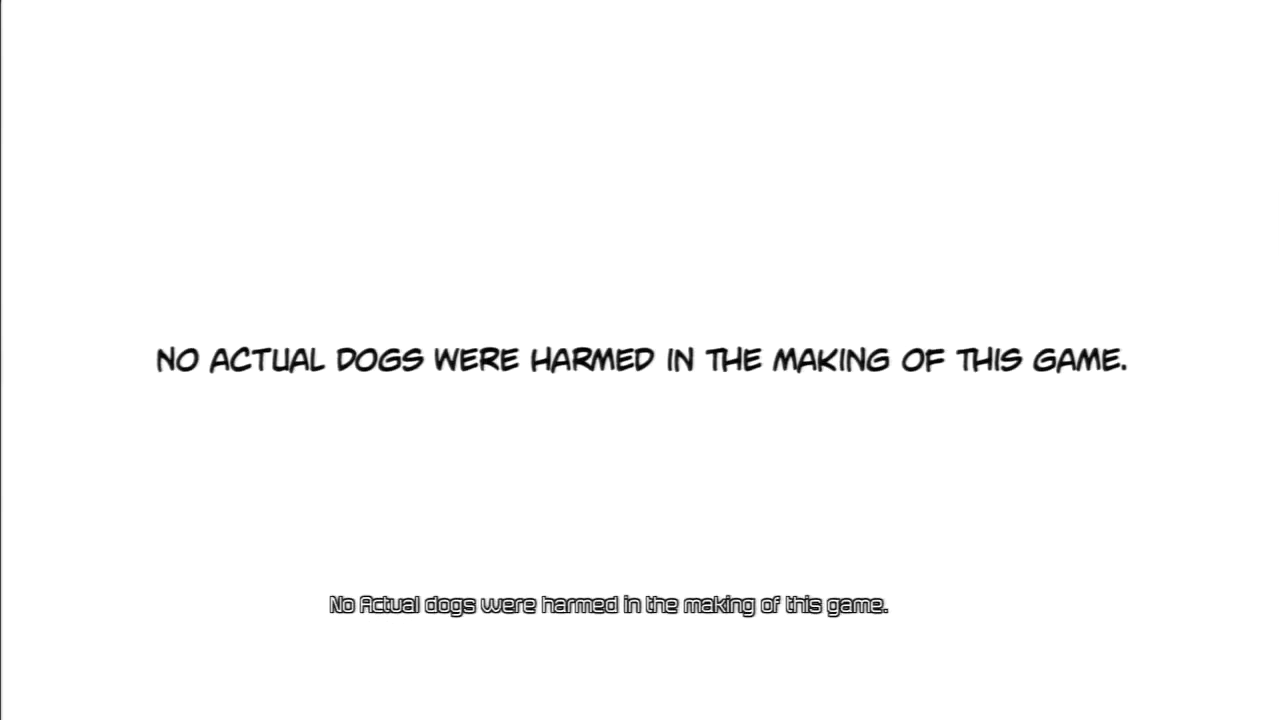 NO ACTUAL DOGS WERE HARMED IN THE MAKING OF THIS GAME.
No Actual dogs were harmed in the making of this game.